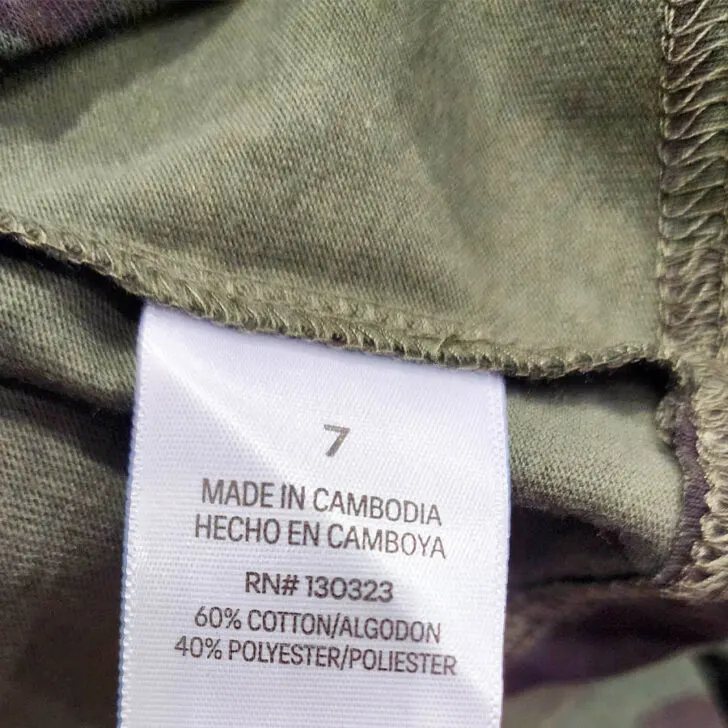 7
MADE IN CAMBODIA
HECHO EN CAMBOYA
RN# 130323
60% COTTON/ALGODON
40% POLYESTER/POLIESTER